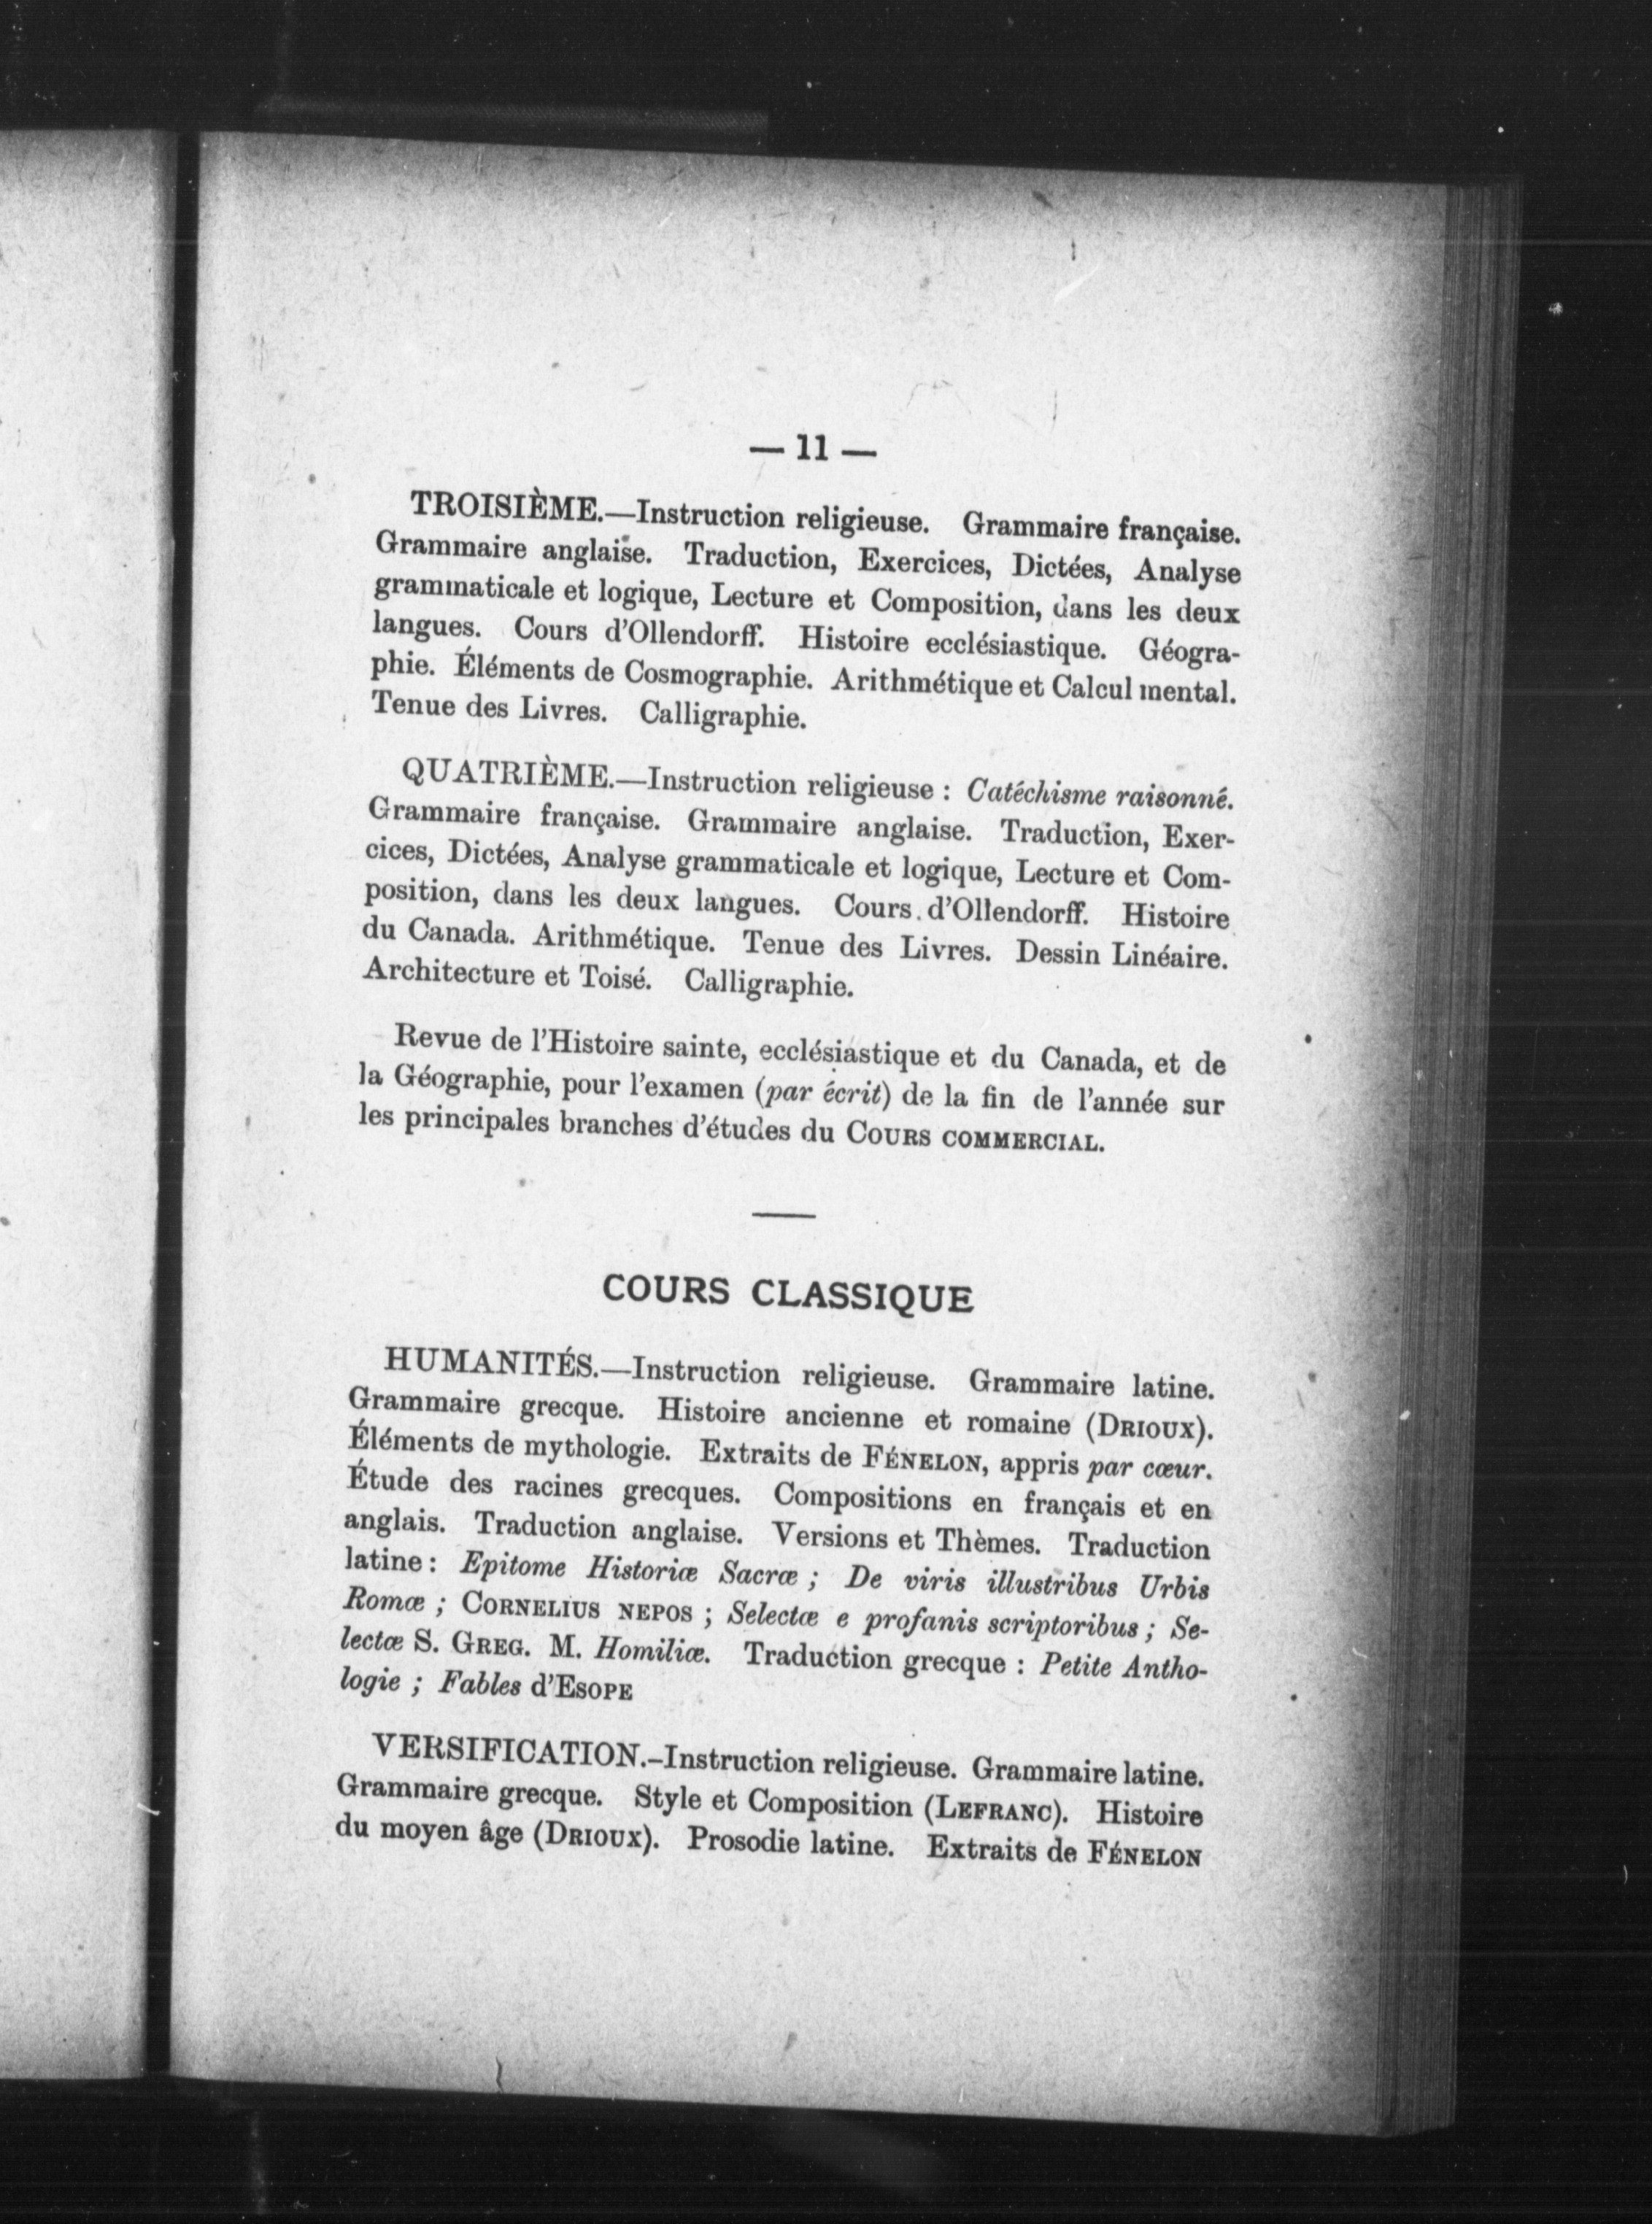 — 11 —
TROISIÈME.—Instruction religieuse. Grammaire française.
Grammaire anglaise. Traduction, Exercices, Dictées, Analyse
grammaticale et logique, Lecture et Composition, dans les deux
langues. Cours d'Ollendorff. Histoire ecclésiastique. Géogra-
phie. Éléments de Cosmographie. Arithmétique et Calcul mental.
Tenue des Livres. Calligraphie.
QUATRIÈME.—Instruction religieuse : Catéchisme raisonné.
Grammaire française. Grammaire anglaise. Traduction, Exer-
cices, Dictées, Analyse grammaticale et logique, Lecture et Com-
position, dans les deux langues. Cours d'Ollendorff. Histoire
du Canada. Arithmétique. Tenue des Livres. Dessin Linéaire.
Architecture et Toisé. Calligraphie.
Revue de l'Histoire sainte, ecclésiastique et du Canada, et de
la Géographie, pour l'examen (par écrit) de la fin de l'année sur
les principales branches d'études du COURS COMMERCIAL.
COURS CLASSIQUE
HUMANITÉS.—Instruction religieuse. Grammaire latine.
Grammaire grecque. Histoire ancienne et romaine (DRIOUX).
Éléments de mythologie. Extraits de FÉNELON, appris par cœur.
Étude des racines grecques. Compositions en français et en
anglais. Traduction anglaise. Versions et Thèmes. Traduction
latine : Epitome Historiæ Sacræ ; De viris illustribus Urbis
Romæ ; CORNELIUS NEPOS ; Selectæ e profanis scriptoribus ; Se-
lectæ S. GREG. M. Homiliæ. Traduction grecque : Petite Antho-
logie ; Fables d'ESOPE
VERSIFICATION.–Instruction religieuse. Grammaire latine.
Grammaire grecque. Style et Composition (LEFRANC). Histoire
du moyen âge (DRIOUX). Prosodie latine. Extraits de FÉNELON